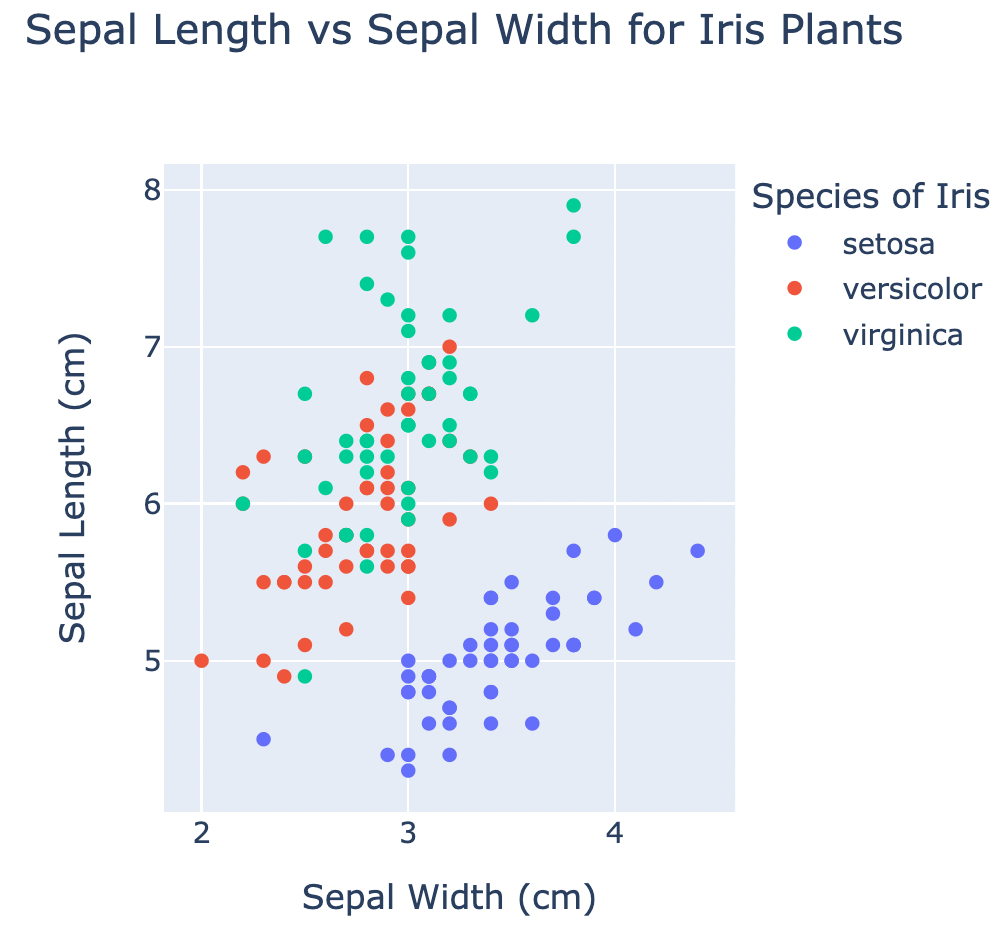 Sepal Length vs Sepal Width for Iris Plants
Species of Iris
setosa
versicolor
virginica
8
7
6
5
Sepal Length (cm)
2
3
4
Sepal Width (cm)